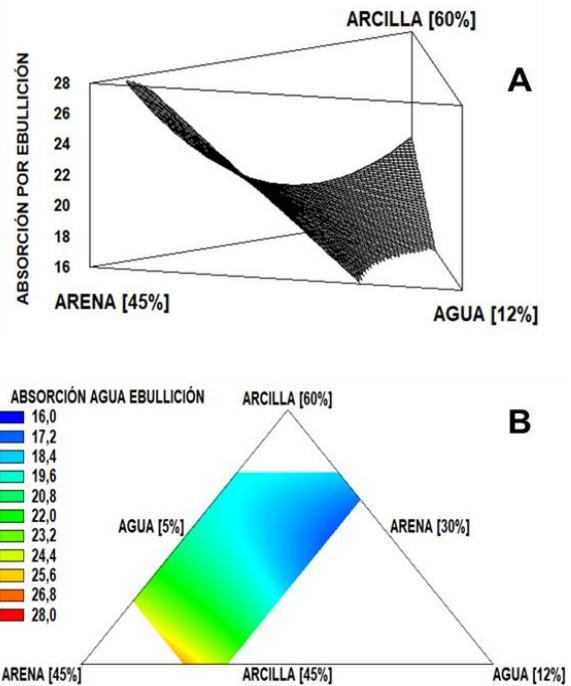 ARCILLA [60%]
A
28
26
24
22
20
18
16
ABSORCIÓN POR EBULLICIÓN
ARENA [45%]
AGUA [12%]
ABSORCIÓN AGUA EBULLICIÓN
ARCILLA [60%]
B
16,0
17,2
18,4
19,6
20,8
22,0
23,2
24,4
25,6
26,8
28,0
AGUA [5%]
ARENA [30%]
ARENA [45%]
ARCILLA [45%]
AGUA [12%]